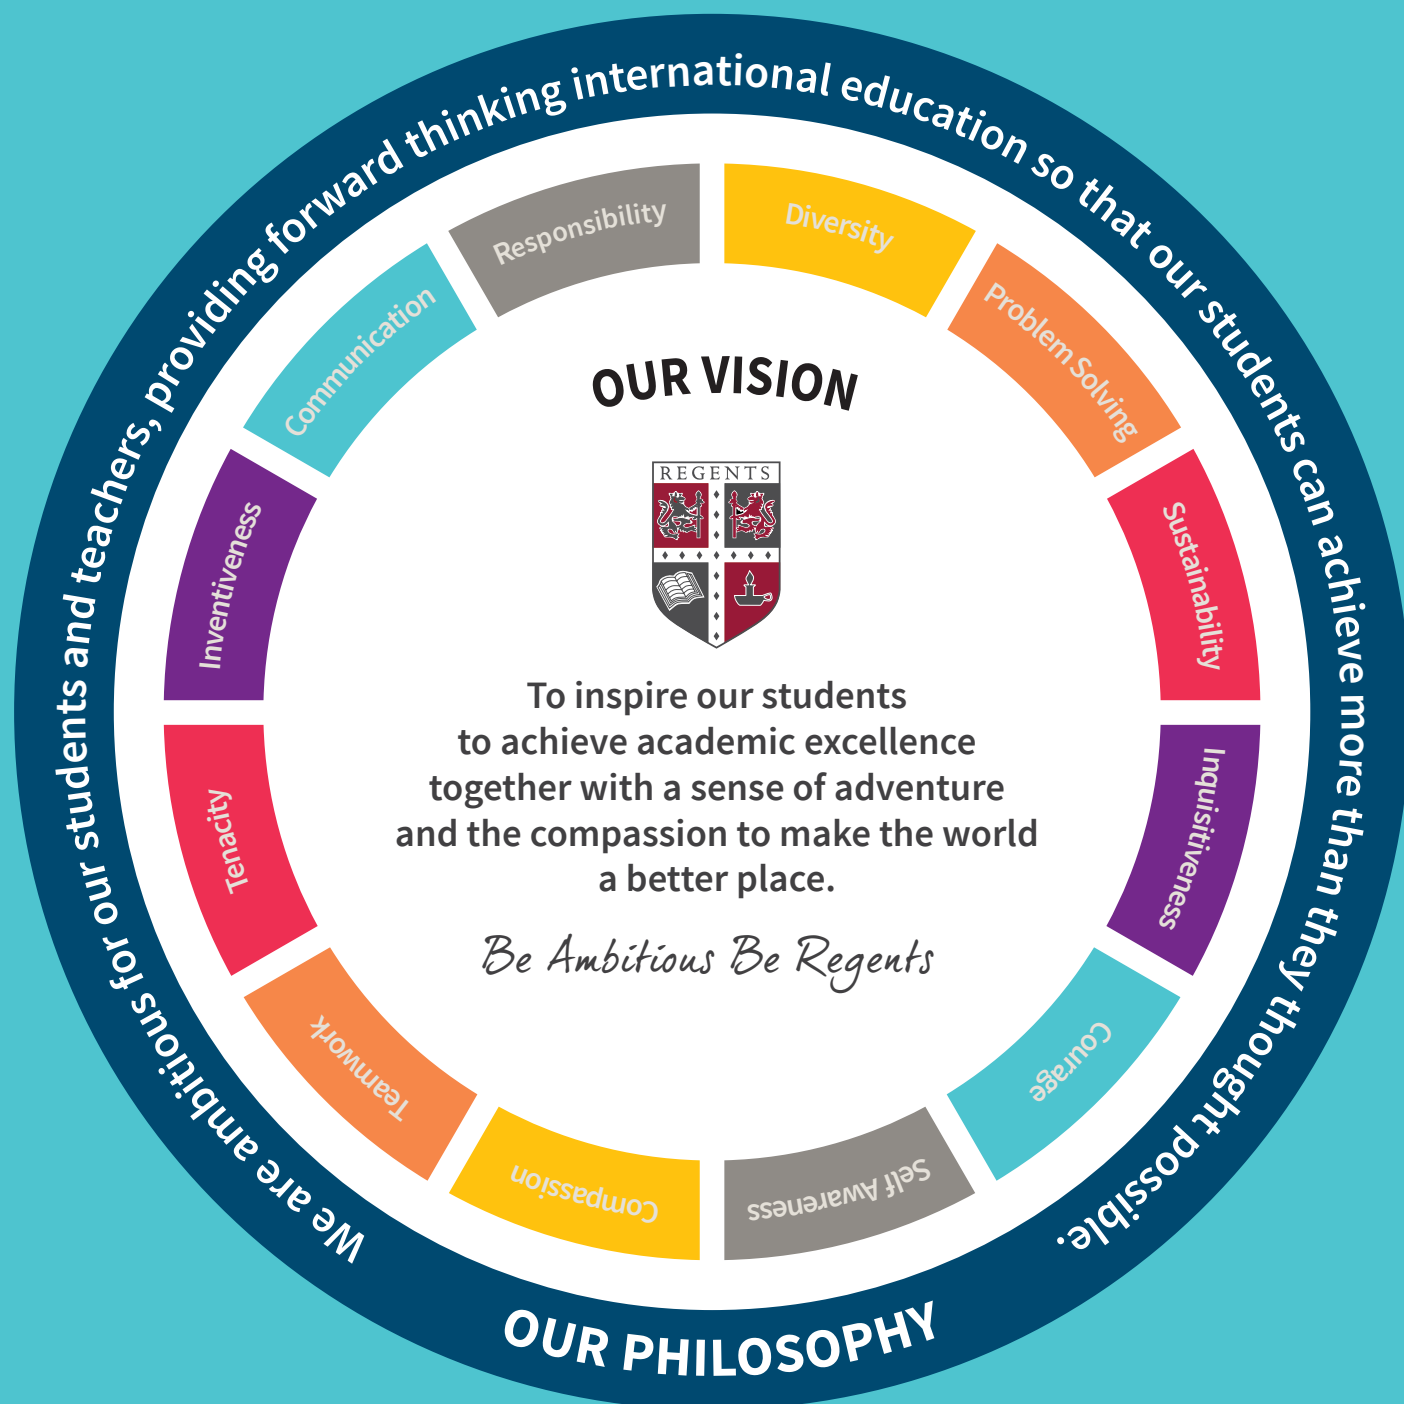 We are ambitious for our students and teachers, providing forward thinking international education so that our students can achieve more than they thought possible.
OUR PHILOSOPHY
Responsibility
Diversity
Problem Solving
Sustainability
Inquisitiveness
Courage
Self Awareness
Compassion
Teamwork
Tenacity
Inventiveness
Communication
OUR VISION
REGENTS
To inspire our students
to achieve academic excellence
together with a sense of adventure
and the compassion to make the world
a better place.
Be Ambitious Be Regents